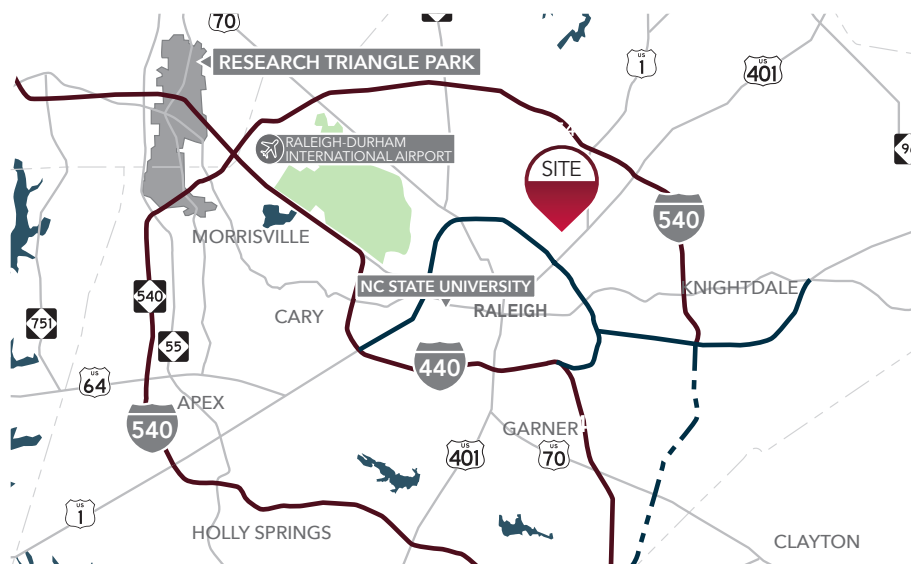 70
RESEARCH TRIANGLE PARK
US
1
US
401
96
RALEIGH-DURHAM
INTERNATIONAL AIRPORT
SITE
540
MORRISVILLE
NC STATE UNIVERSITY
KNIGHTDALE
540
CARY
RALEIGH
751
55
440
US
64
APEX
540
GARNER
US
401
US
70
US
1
HOLLY SPRINGS
CLAYTON